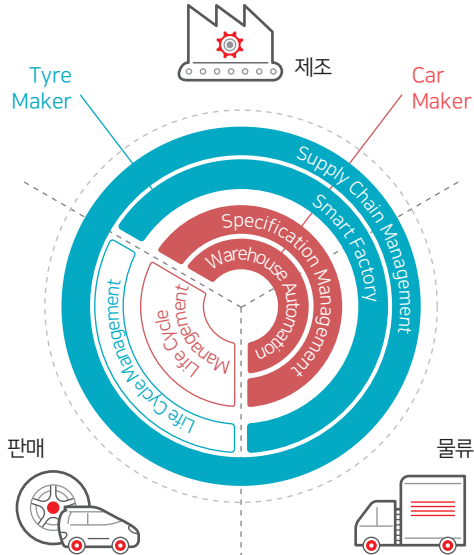 제조
Tyre
Maker
Car
Maker
Supply Chain Management
Smart Factory
Specification Management
Warehouse Automation
Life Cycle
Management
Life Cycle Management
판매
물류